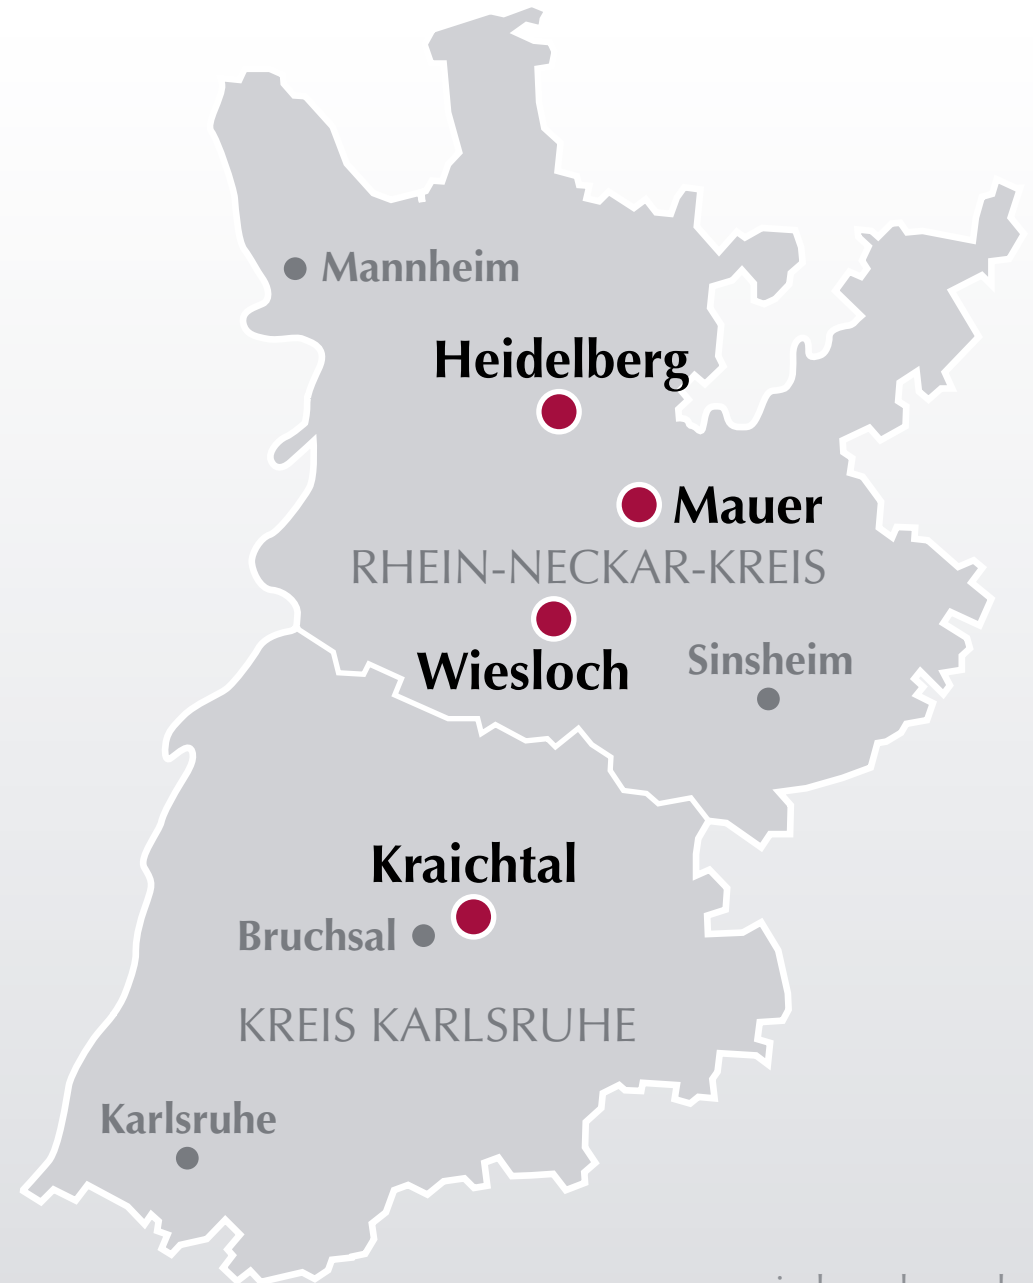 Mannheim
Heidelberg
Mauer
RHEIN-NECKAR-KREIS
Wiesloch
Sinsheim
Kraichtal
Bruchsal
KREIS KARLSRUHE
Karlsruhe